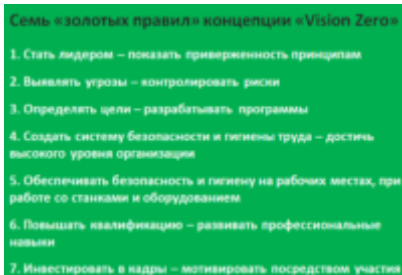 Семь «золотых правил» концепции «Vision Zero»
1. Стать лидером – показать приверженность принципам
2. Выявлять угрозы – контролировать риски
3. Определять цели – разрабатывать программы
4. Создать систему безопасности и гигиены труда – достичь
высокого уровня организации
5. Обеспечивать безопасность и гигиену на рабочих местах, при
работе со станками и оборудованием
6. Повышать квалификацию – развивать профессиональные
навыки
7. Инвестировать в кадры – мотивировать посредством участия